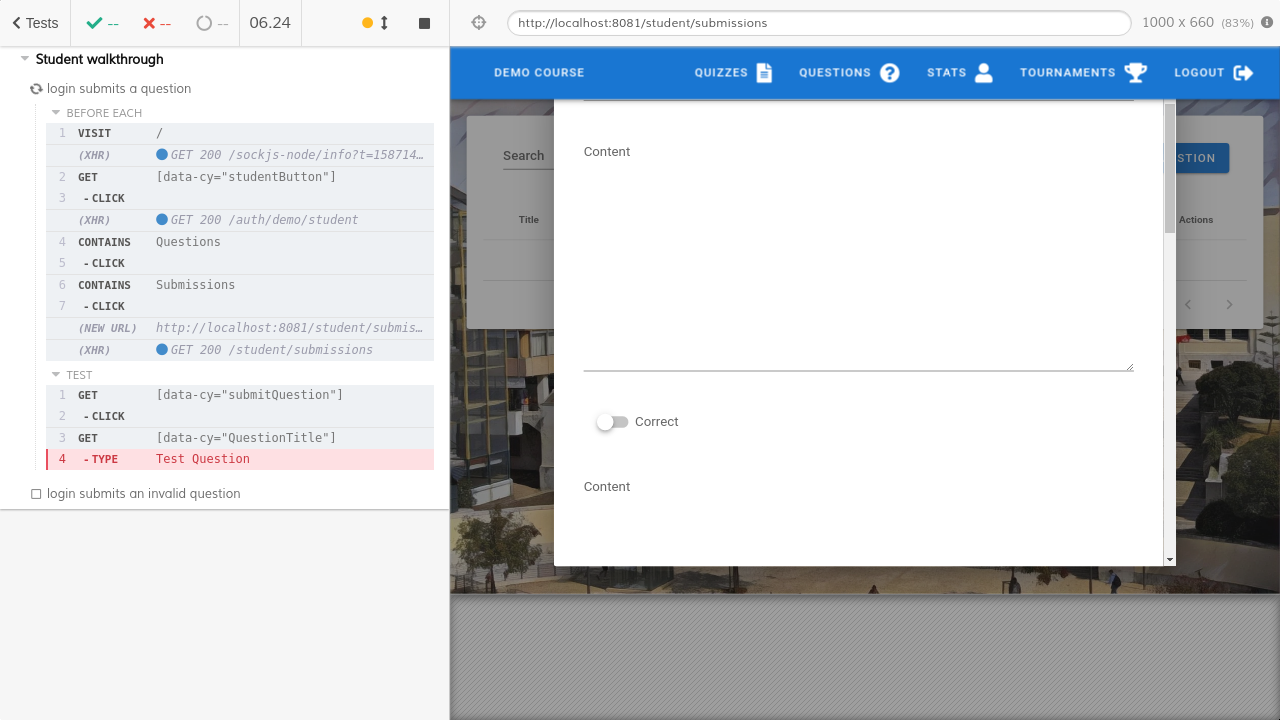 Tests
--
--
--
06.24
http://localhost:8081/student/submissions
1000 x 660 (83%)
Student walkthrough
login submits a question
BEFORE EACH
1 VISIT /
(XHR) GET 200 /sockjs-node/info?t=158714…
2 GET [data-cy="studentButton"]
3 - CLICK
(XHR) GET 200 /auth/demo/student
4 CONTAINS Questions
5 - CLICK
6 CONTAINS Submissions
7 - CLICK
(NEW URL) http://localhost:8081/student/submis…
(XHR) GET 200 /student/submissions
TEST
1 GET [data-cy="submitQuestion"]
2 - CLICK
3 GET [data-cy="QuestionTitle"]
4 - TYPE Test Question
login submits an invalid question
DEMO COURSE
QUIZZES
QUESTIONS
STATS
TOURNAMENTS
LOGOUT
Search
STION
Title
Actions
Content
Correct
Content